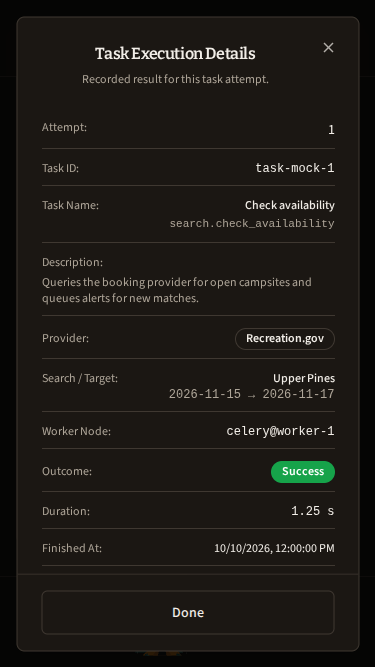 Task Execution Details
Recorded result for this task attempt.
Attempt:
1
Task ID:
task-mock-1
Task Name:
Check availability
search.check_availability
Description:
Queries the booking provider for open campsites and
queues alerts for new matches.
Provider:
Recreation.gov
Search / Target:
Upper Pines
2026-11-15 → 2026-11-17
Worker Node:
celery@worker-1
Outcome:
Success
Duration:
1.25 s
Finished At:
10/10/2026, 12:00:00 PM
Done